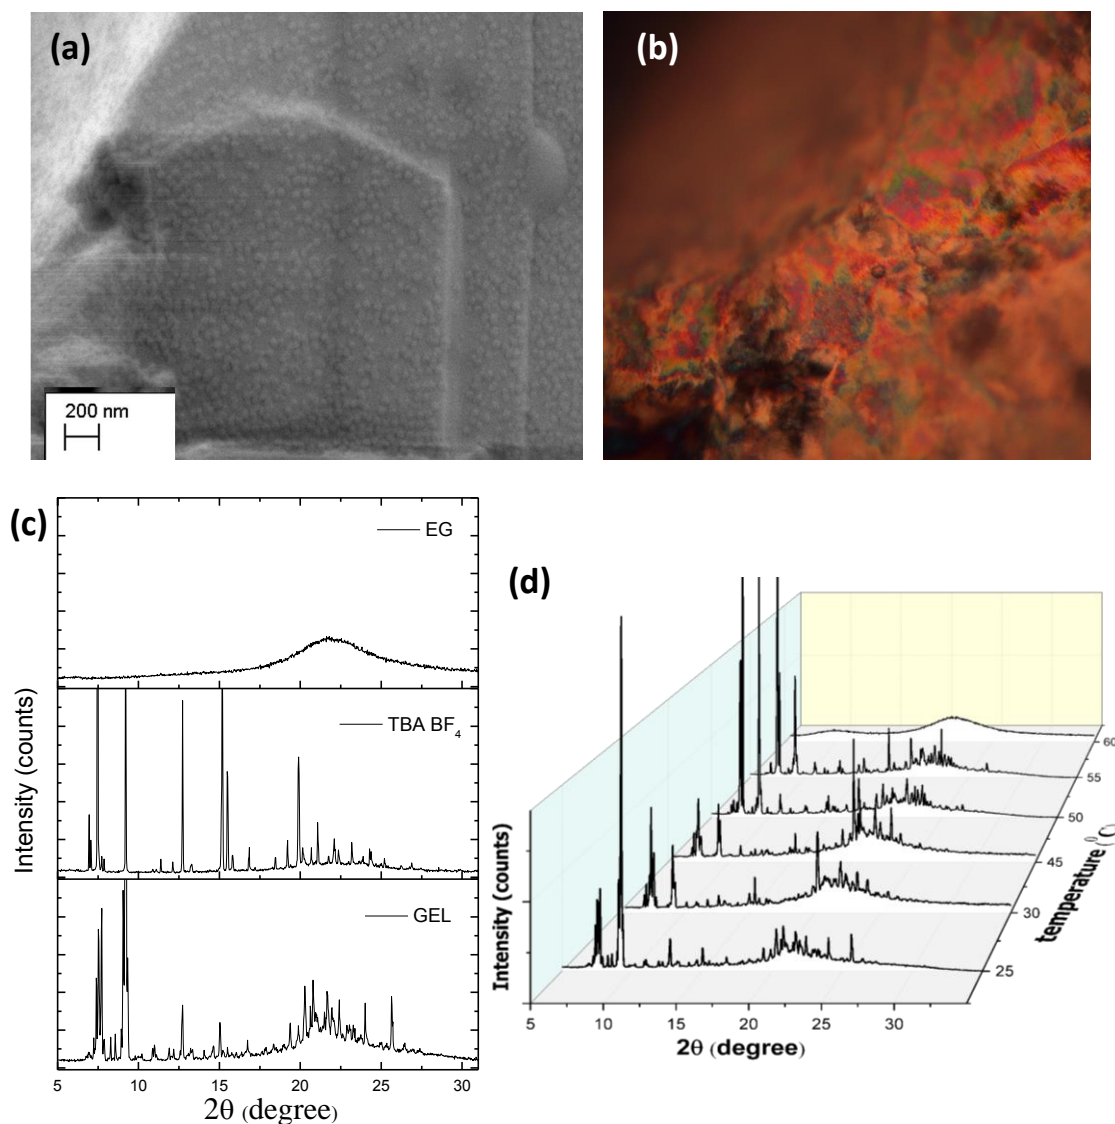 (a)
200 nm
(b)
(c)
EG
TBA BF4
GEL
Intensity (counts)
5 10 15 20 25 30
2θ (degree)
(d)
Intensity (counts)
5 10 15 20 25 30
2θ (degree)
25
30
45
50
55
60
temperature (0C)